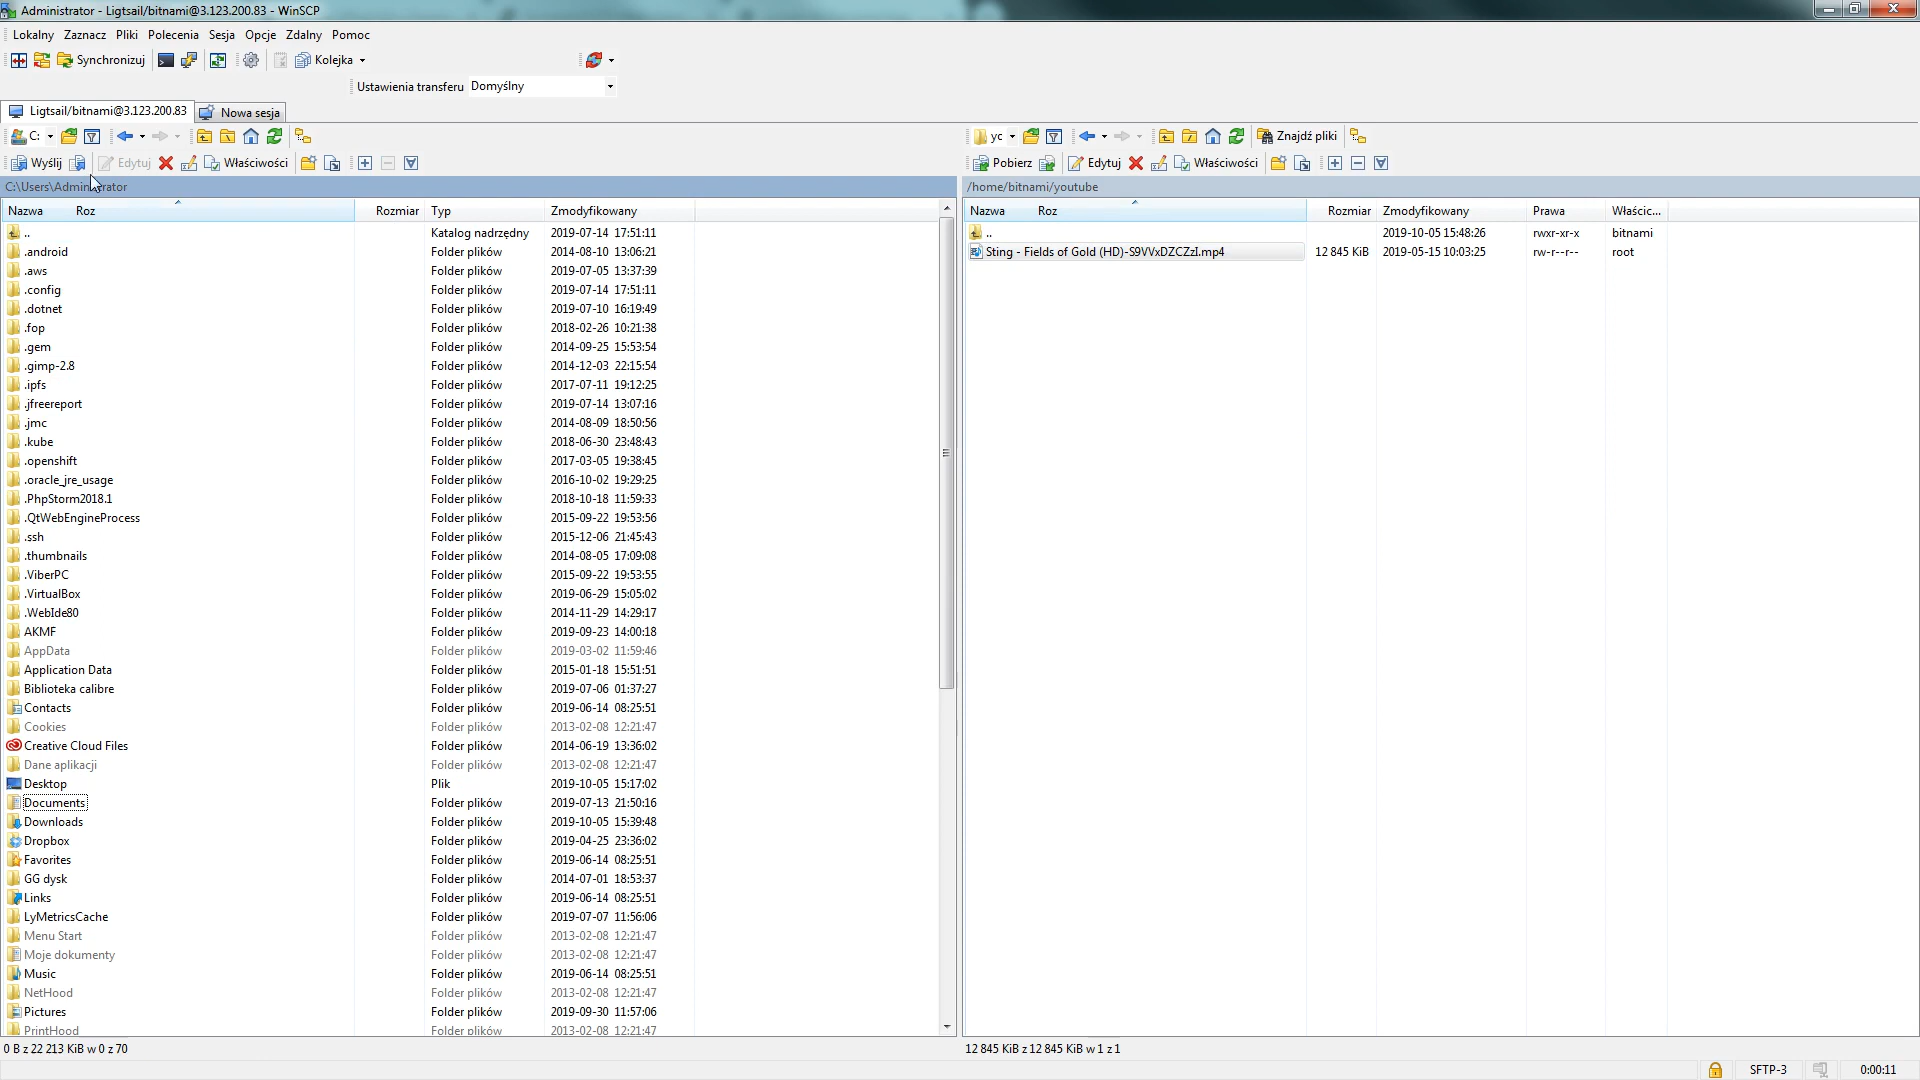 Administrator - Ligtsail/bitnami@3.123.200.83 - WinSCP
Lokalny Zaznacz Pliki Polecenia Sesja Opcje Zdalny Pomoc
Synchronizuj Kolejka
Ustawienia transferu Domyślny
Ligtsail/bitnami@3.123.200.83 Nowa sesja
C: yc Znajdź pliki
Wyślij Edytuj Właściwości Pobierz Edytuj Właściwości
C:\Users\Administrator /home/bitnami/youtube
Nazwa Roz Rozmiar Typ Zmodyfikowany Nazwa Roz Rozmiar Zmodyfikowany Prawa Właścic...
.. Katalog nadrzędny 2019-07-14 17:51:11 .. 2019-10-05 15:48:26 rwxr-xr-x bitnami
.android Folder plików 2014-08-10 13:06:21 Sting - Fields of Gold (HD)-S9VVxDZCZzI.mp4 12 845 KiB 2019-05-15 10:03:25 rw-r--r-- root
.aws Folder plików 2019-07-05 13:37:39
.config Folder plików 2019-07-14 17:51:11
.dotnet Folder plików 2019-07-10 16:19:49
.fop Folder plików 2018-02-26 10:21:38
.gem Folder plików 2014-09-25 15:53:54
.gimp-2.8 Folder plików 2014-12-03 22:15:54
.ipfs Folder plików 2017-07-11 19:12:25
.jfreereport Folder plików 2019-07-14 13:07:16
.jmc Folder plików 2014-08-09 18:50:56
.kube Folder plików 2018-06-30 23:48:43
.openshift Folder plików 2017-03-05 19:38:45
.oracle_jre_usage Folder plików 2016-10-02 19:29:25
.PhpStorm2018.1 Folder plików 2018-10-18 11:59:33
.QtWebEngineProcess Folder plików 2015-09-22 19:53:56
.ssh Folder plików 2015-12-06 21:45:43
.thumbnails Folder plików 2014-08-05 17:09:08
.ViberPC Folder plików 2015-09-22 19:53:55
.VirtualBox Folder plików 2019-06-29 15:05:02
.WebIde80 Folder plików 2014-11-29 14:29:17
AKMF Folder plików 2019-09-23 14:00:18
AppData Folder plików 2019-03-02 11:59:46
Application Data Folder plików 2015-01-18 15:51:51
Biblioteka calibre Folder plików 2019-07-06 01:37:27
Contacts Folder plików 2019-06-14 08:25:51
Cookies Folder plików 2013-02-08 12:21:47
Creative Cloud Files Folder plików 2014-06-19 13:36:02
Dane aplikacji Folder plików 2013-02-08 12:21:47
Desktop Plik 2019-10-05 15:17:02
Documents Folder plików 2019-07-13 21:50:16
Downloads Folder plików 2019-10-05 15:39:48
Dropbox Folder plików 2019-04-25 23:36:02
Favorites Folder plików 2019-06-14 08:25:51
GG dysk Folder plików 2014-07-01 18:53:37
Links Folder plików 2019-06-14 08:25:51
LyMetricsCache Folder plików 2019-07-07 11:56:06
Menu Start Folder plików 2013-02-08 12:21:47
Moje dokumenty Folder plików 2013-02-08 12:21:47
Music Folder plików 2019-06-14 08:25:51
NetHood Folder plików 2013-02-08 12:21:47
Pictures Folder plików 2019-09-30 11:57:06
PrintHood Folder plików 2013-02-08 12:21:47
0 B z 22 213 KiB w 0 z 70 12 845 KiB z 12 845 KiB w 1 z 1
SFTP-3 0:00:11